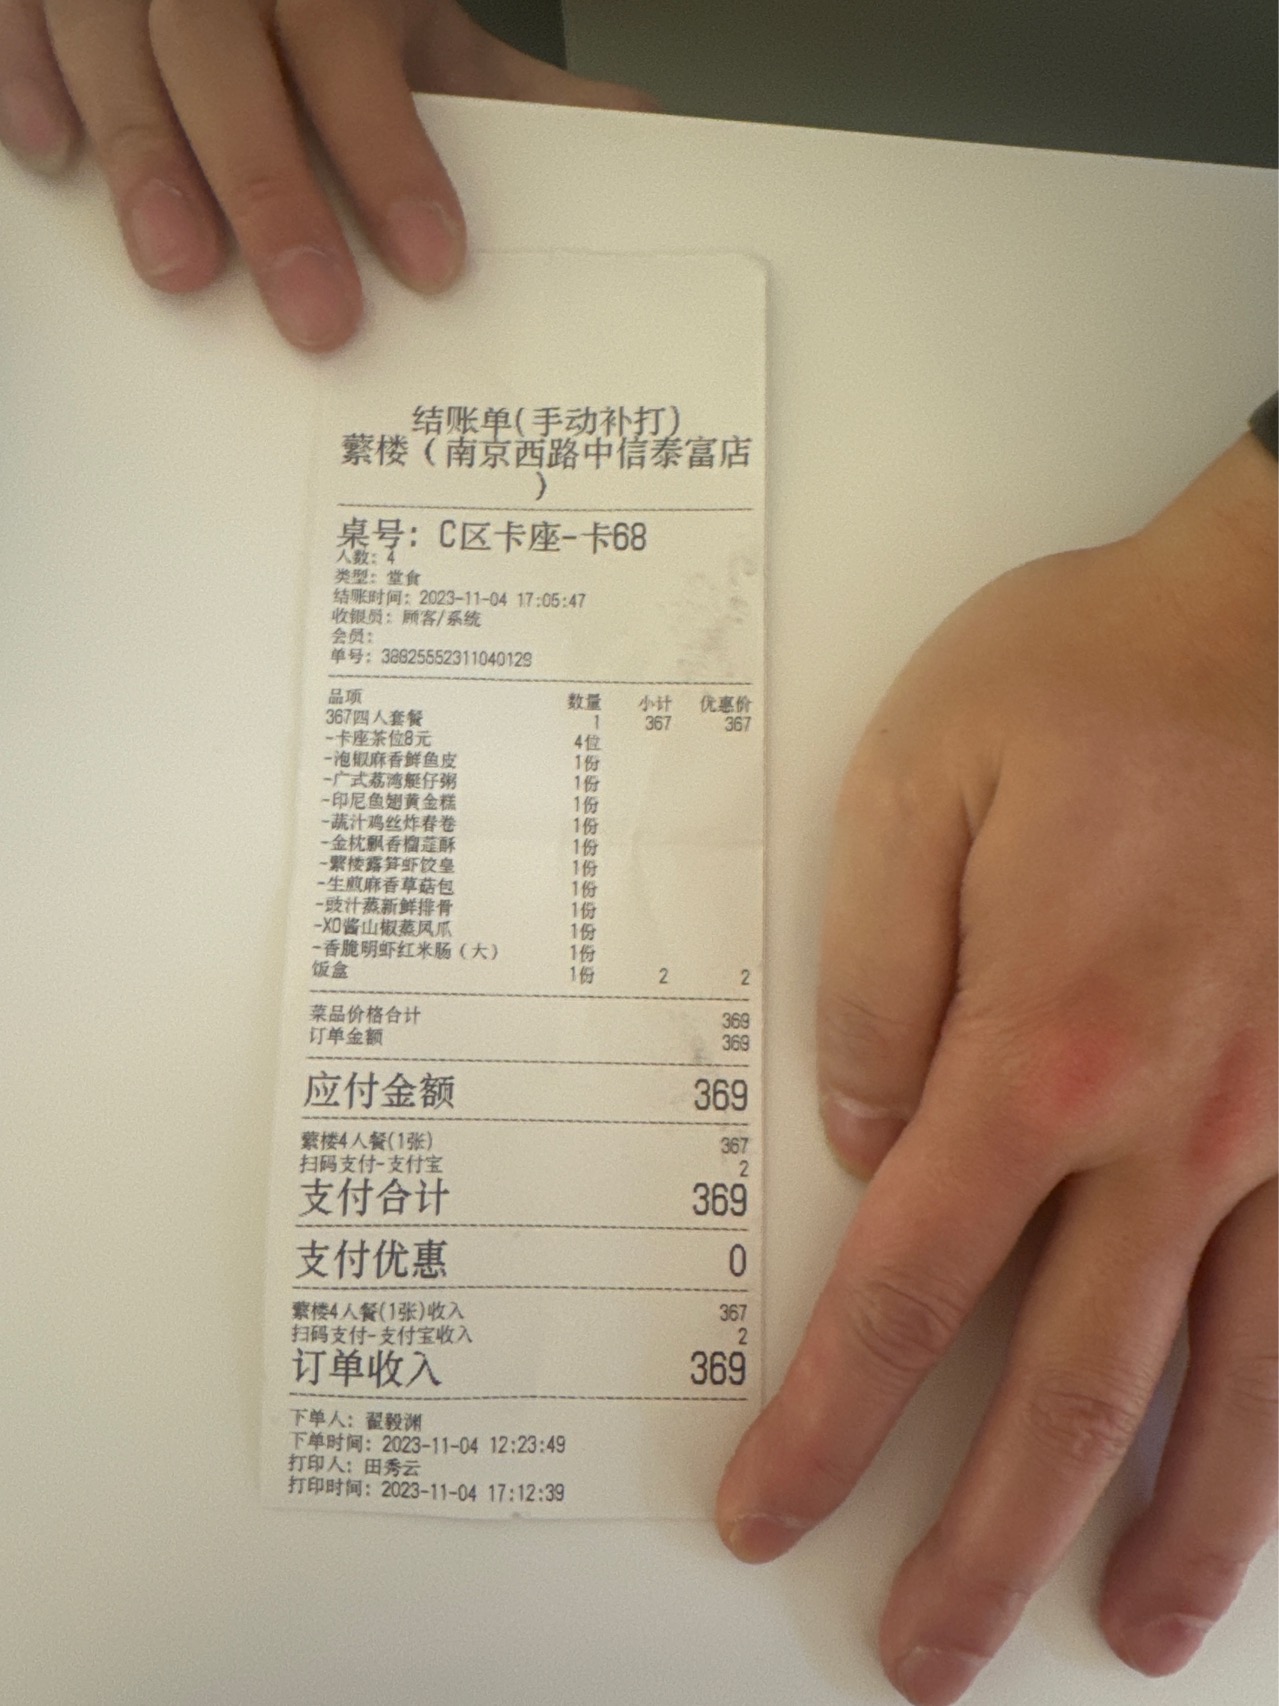 结账单(手动补打)
蘩楼（南京西路中信泰富店
）
桌号: C区卡座-卡68
人数: 4
类型: 堂食
结账时间: 2023-11-04 17:05:47
收银员: 顾客/系统
会员:
单号: 38825552311040128
品项 数量 小计 优惠价
367四人套餐 1 367 367
-卡座茶位8元 4位
-泡椒麻香鲜鱼皮 1份
-广式荔湾艇仔粥 1份
-印尼鱼翅黄金糕 1份
-蔬汁鸡丝炸春卷 1份
-金枕飘香榴莲酥 1份
-蘩楼露笋虾饺皇 1份
-生煎麻香草菇包 1份
-豉汁蒸新鲜排骨 1份
-XO酱山椒蒸凤爪 1份
-香脆明虾红米肠（大） 1份
饭盒 1份 2 2
菜品价格合计 369
订单金额 369
应付金额 369
蘩楼4人餐(1张) 367
扫码支付-支付宝 2
支付合计 369
支付优惠 0
蘩楼4人餐(1张)收入 367
扫码支付-支付宝收入 2
订单收入 369
下单人: 翟毅渊
下单时间: 2023-11-04 12:23:49
打印人: 田秀云
打印时间: 2023-11-04 17:12:39